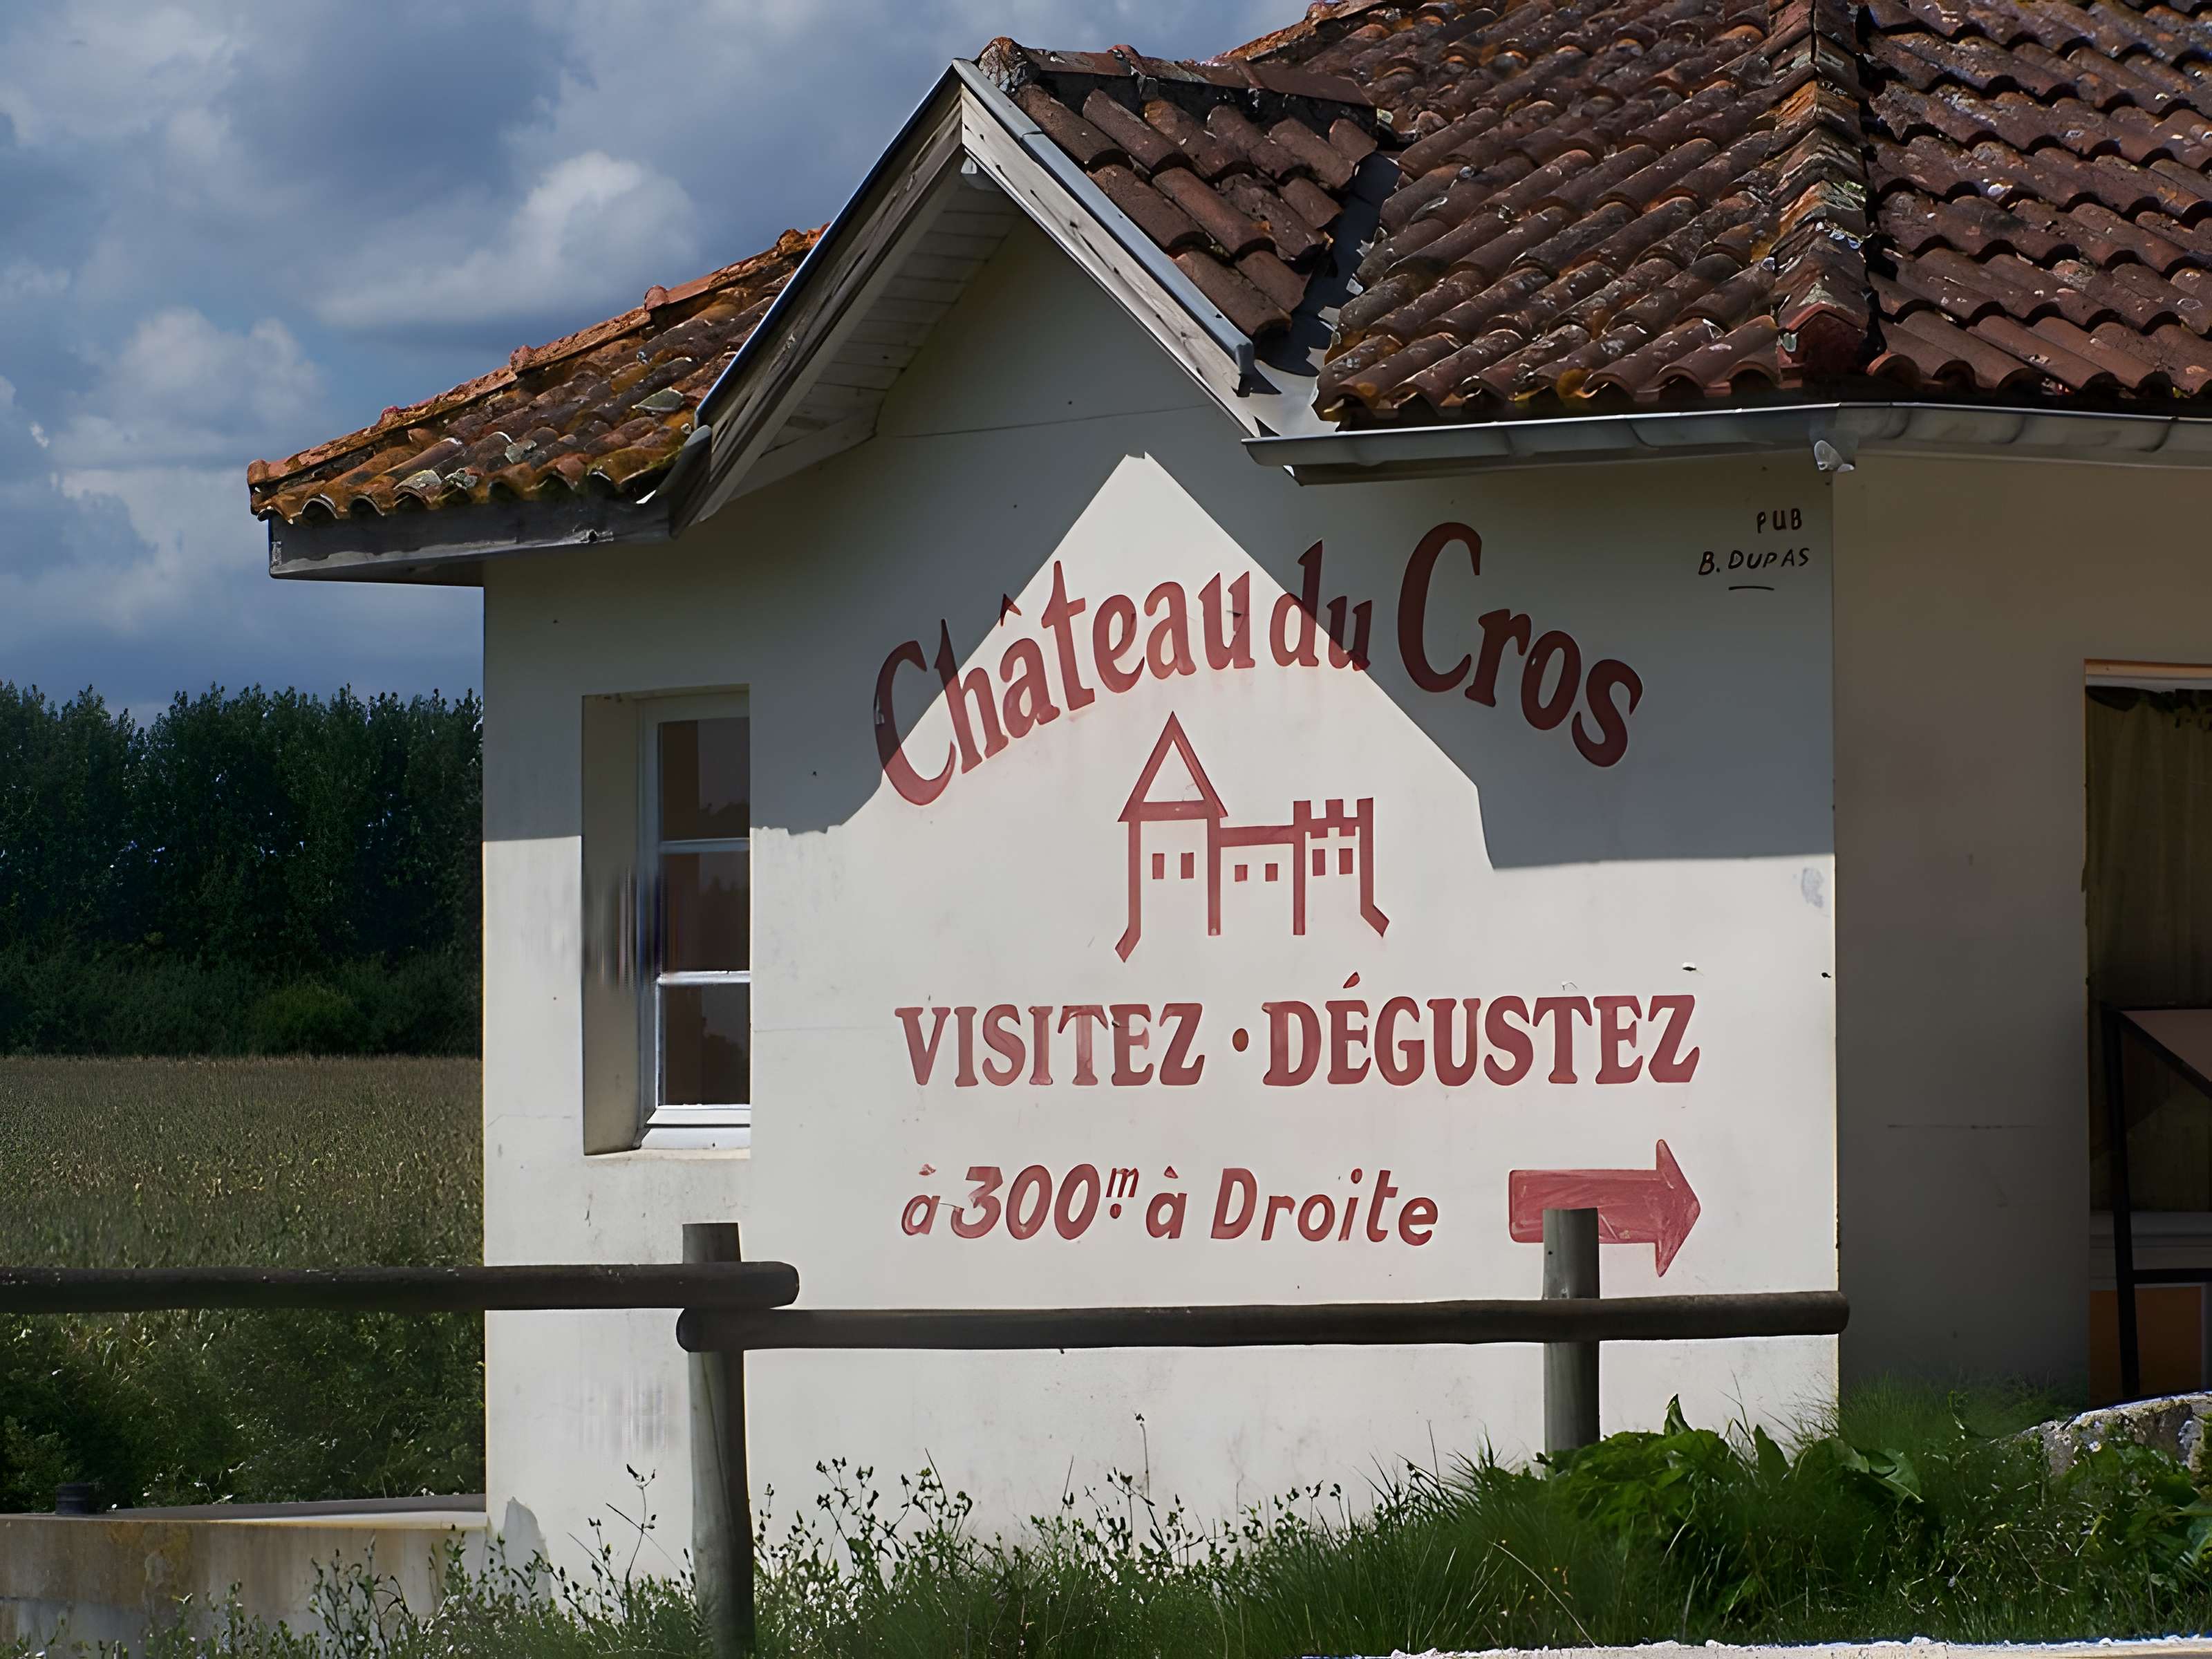 PUB
B. DUPAS
Château du Cros
VISITEZ · DÉGUSTEZ
à 300m. à Droite